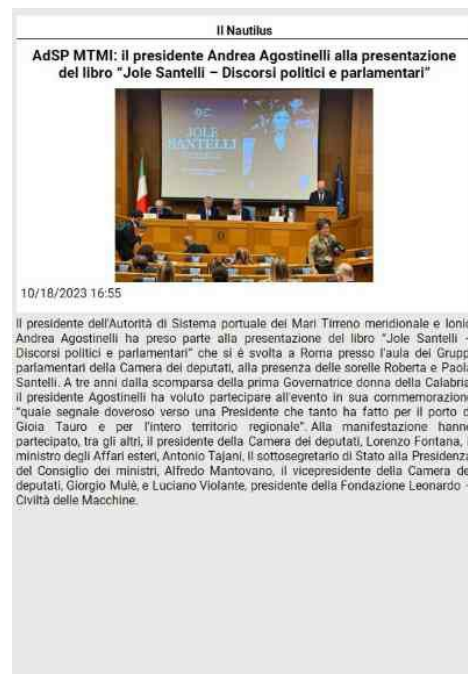 Il Nautilus
AdSP MTMI: il presidente Andrea Agostinelli alla presentazione
del libro "Jole Santelli – Discorsi politici e parlamentari"
JOLE
SANTELLI
10/18/2023 16:55
Il presidente dell'Autorità di Sistema portuale dei Mari Tirreno meridionale e Ionio
Andrea Agostinelli ha preso parte alla presentazione del libro "Jole Santelli -
Discorsi politici e parlamentari" che si è svolta a Roma presso l'aula dei Gruppi
parlamentari della Camera dei deputati, alla presenza delle sorelle Roberta e Paola
Santelli. A tre anni dalla scomparsa della prima Governatrice donna della Calabria
il presidente Agostinelli ha voluto partecipare all'evento in sua commemorazione
"quale segnale doveroso verso una Presidente che tanto ha fatto per il porto d
Gioia Tauro e per l'intero territorio regionale". Alla manifestazione hanno
partecipato, tra gli altri, il presidente della Camera dei deputati, Lorenzo Fontana,
ministro degli Affari esteri, Antonio Tajani, il sottosegretario di Stato alla Presidenza
del Consiglio dei ministri, Alfredo Mantovano, il vicepresidente della Camera de
deputati, Giorgio Mulè, e Luciano Violante, presidente della Fondazione Leonardo -
Civiltà delle Macchine.